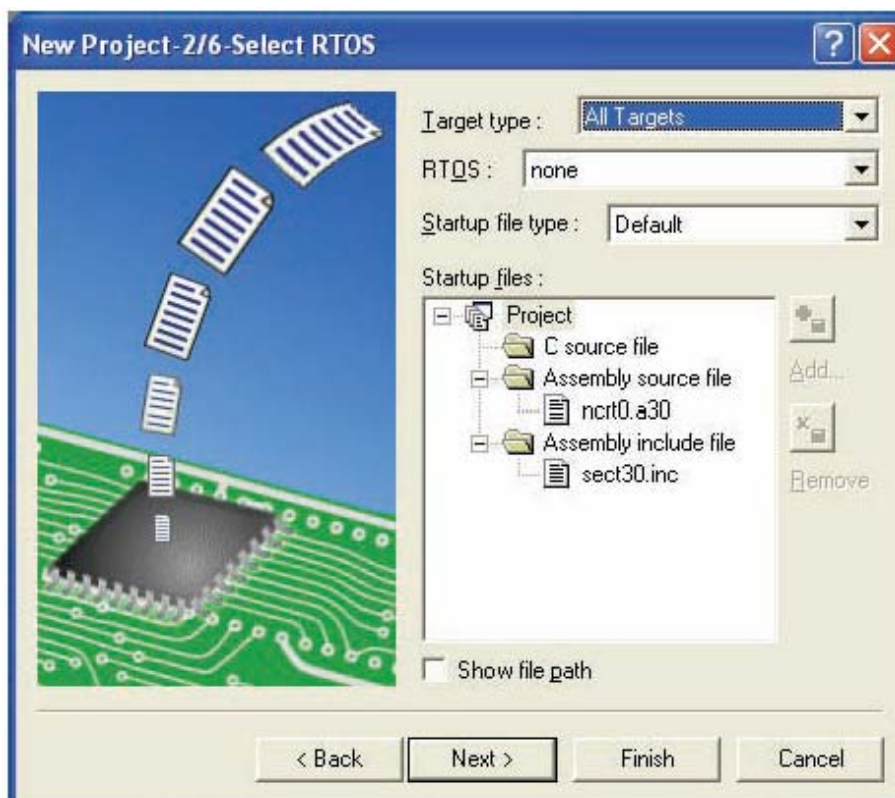 New Project-2/6-Select RTOS
Target type : All Targets
RTOS : none
Startup file type : Default
Startup files :
Project
C source file
Assembly source file
ncrt0.a30
Assembly include file
sect30.inc
Add...
Remove
Show file path
< Back Next > Finish Cancel